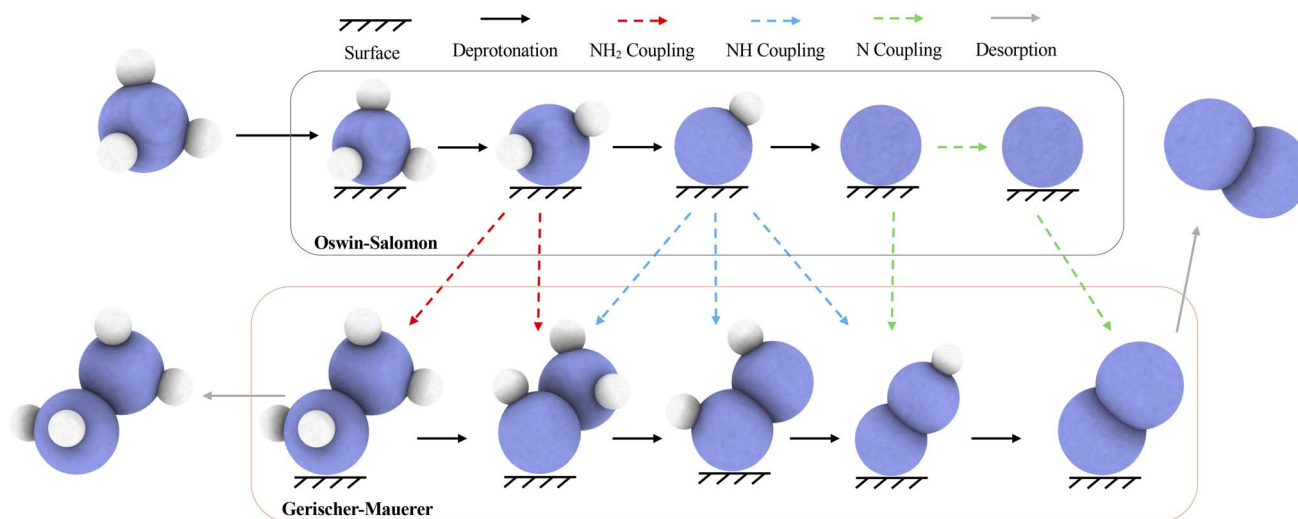 Surface
Deprotonation
NH₂ Coupling
NH Coupling
N Coupling
Desorption
Oswin-Salomon
Gerischer-Mauerer